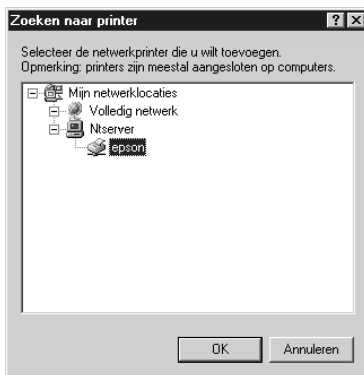 Zoeken naar printer
Selecteer de netwerkprinter die u wilt toevoegen.
Opmerking: printers zijn meestal aangesloten op computers.
Mijn netwerklocaties
Volledig netwerk
Ntserver
epson
OK Annuleren